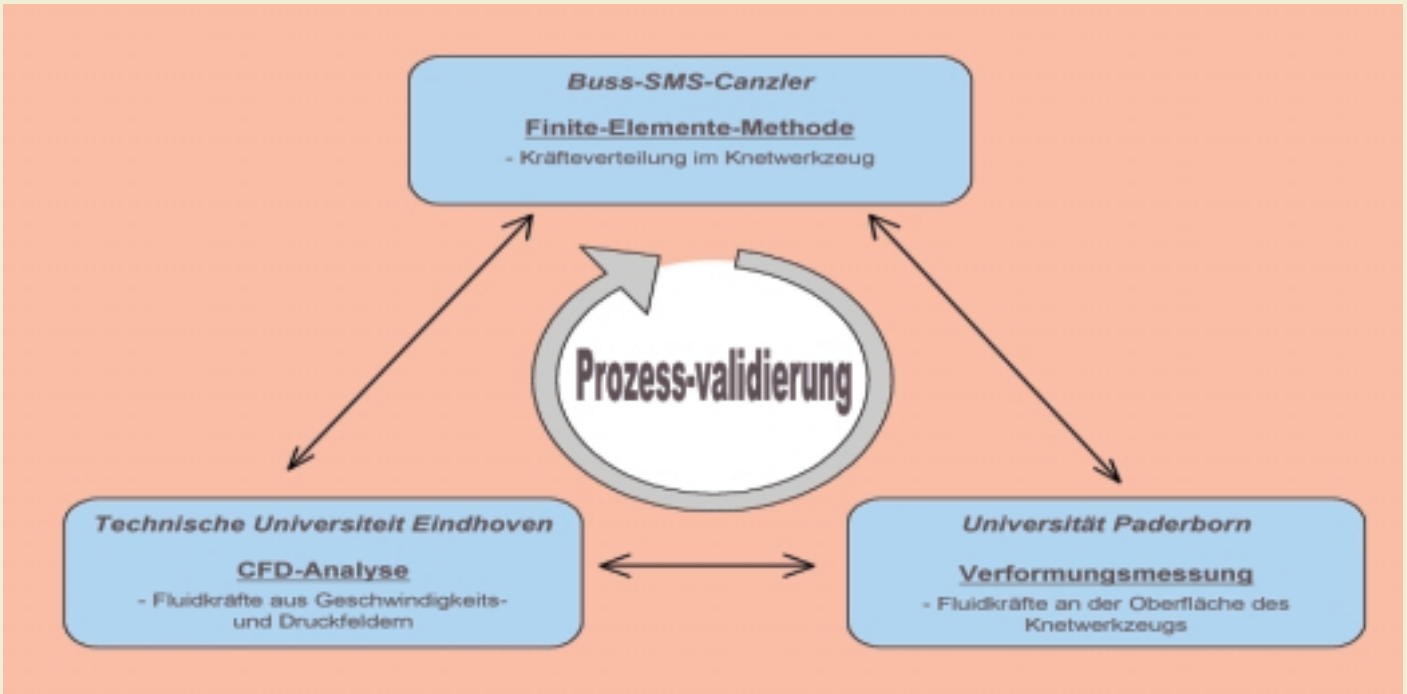 Buss-SMS-Canzler
Finite-Elemente-Methode
- Kräfteverteilung im Knetwerkzeug
Prozess-validierung
Technische Universiteit Eindhoven
CFD-Analyse
- Fluidkräfte aus Geschwindigkeits-
und Druckfeldern
Universität Paderborn
Verformungsmessung
- Fluidkräfte an der Oberfläche des
Knetwerkzeugs